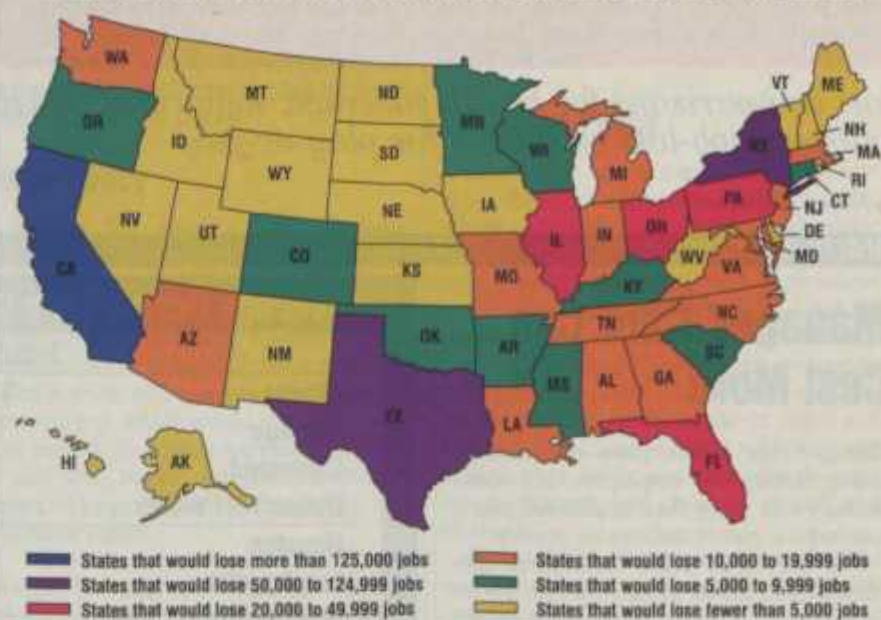 WA
MT
ND
MN
VT
ME
OR
ID
SD
WI
NH
MA
WY
MI
NY
RI
CT
NV
UT
NE
IA
IL
IN
OH
PA
NJ
DE
MD
CA
CO
KS
MO
KY
WV
VA
AZ
NM
OK
AR
TN
NC
SC
TX
LA
MS
AL
GA
FL
HI
AK
States that would lose more than 125,000 jobs
States that would lose 50,000 to 124,999 jobs
States that would lose 20,000 to 49,999 jobs
States that would lose 10,000 to 19,999 jobs
States that would lose 5,000 to 9,999 jobs
States that would lose fewer than 5,000 jobs